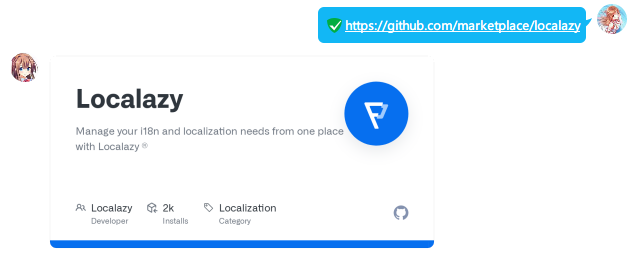 https://github.com/marketplace/localazy
Localazy
Manage your i18n and localization needs from one place
with Localazy ®
Localazy
Developer
2k
Installs
Localization
Category